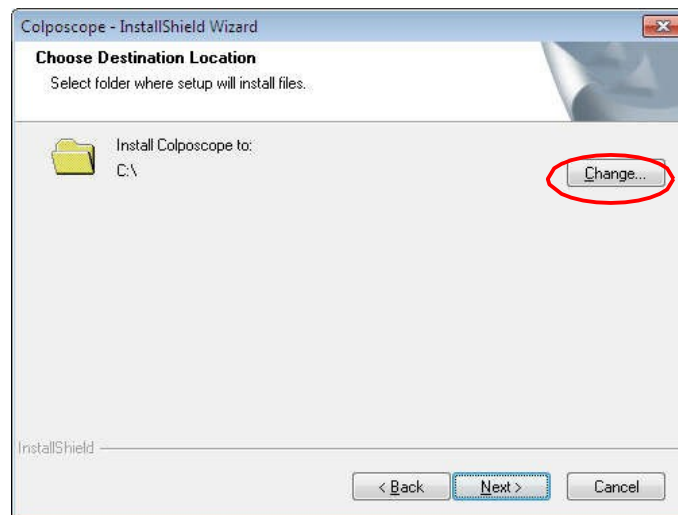 Colposcope - InstallShield Wizard
Choose Destination Location
Select folder where setup will install files.
Install Colposcope to:
C:\
Change...
InstallShield
< Back
Next >
Cancel